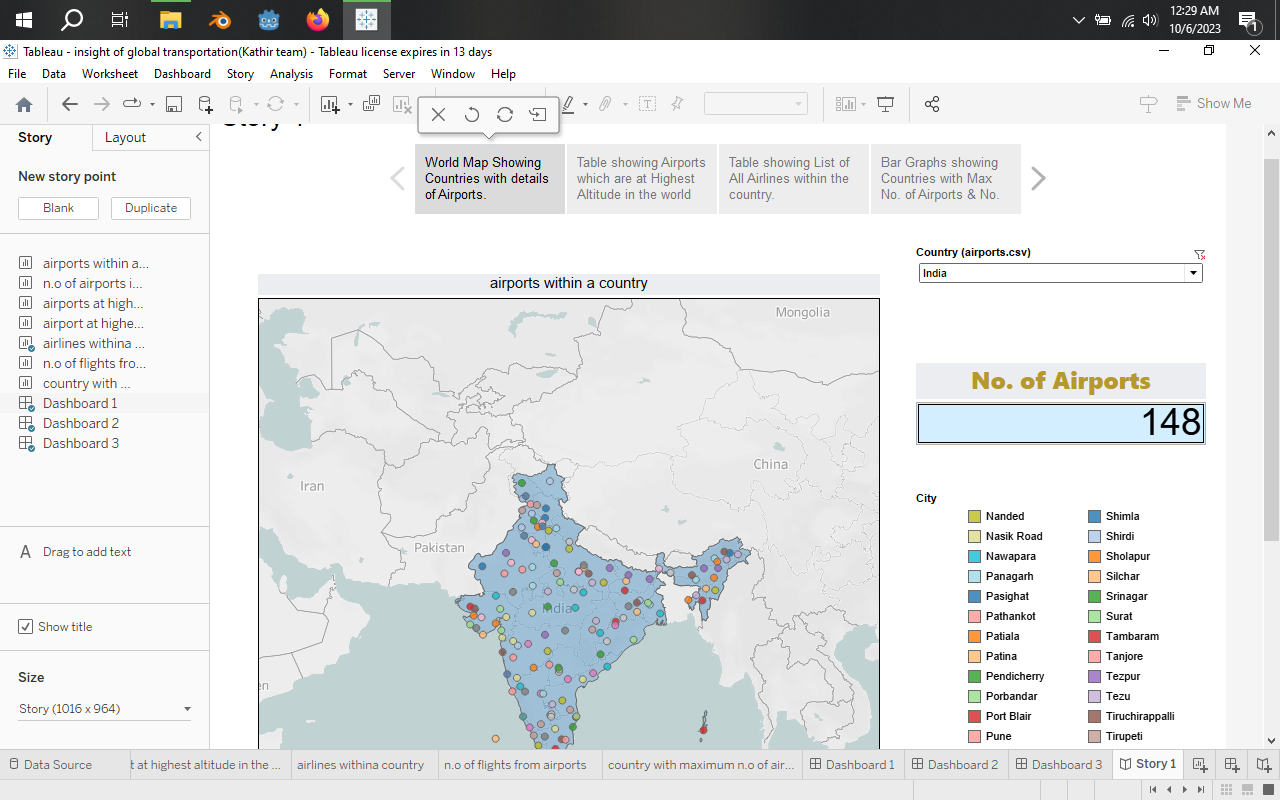 12:29 AM
10/6/2023
1
Tableau - insight of global transportation(Kathir team) - Tableau license expires in 13 days
File Data Worksheet Dashboard Story Analysis Format Server Window Help
Show Me
Story Layout
New story point
Blank Duplicate
airports within a...
n.o of airports i...
airports at high...
airport at highe...
airlines withina ...
n.o of flights fro...
country with ...
Dashboard 1
Dashboard 2
Dashboard 3
A Drag to add text
Show title
Size
Story (1016 x 964)
World Map Showing
Countries with details
of Airports.
Table showing Airports
which are at Highest
Altitude in the world
Table showing List of
All Airlines within the
country.
Bar Graphs showing
Countries with Max
No. of Airports & No.
airports within a country
Mongolia
China
Iran
Pakistan
India
en
Country (airports.csv)
India
No. of Airports
148
City
Nanded
Nasik Road
Nawapara
Panagarh
Pasighat
Pathankot
Patiala
Patina
Pendicherry
Porbandar
Port Blair
Pune
Shimla
Shirdi
Sholapur
Silchar
Srinagar
Surat
Tambaram
Tanjore
Tezpur
Tezu
Tiruchirappalli
Tirupeti
Data Source
t at highest altitude in the ...
airlines withina country
n.o of flights from airports
country with maximum n.o of air...
Dashboard 1
Dashboard 2
Dashboard 3
Story 1